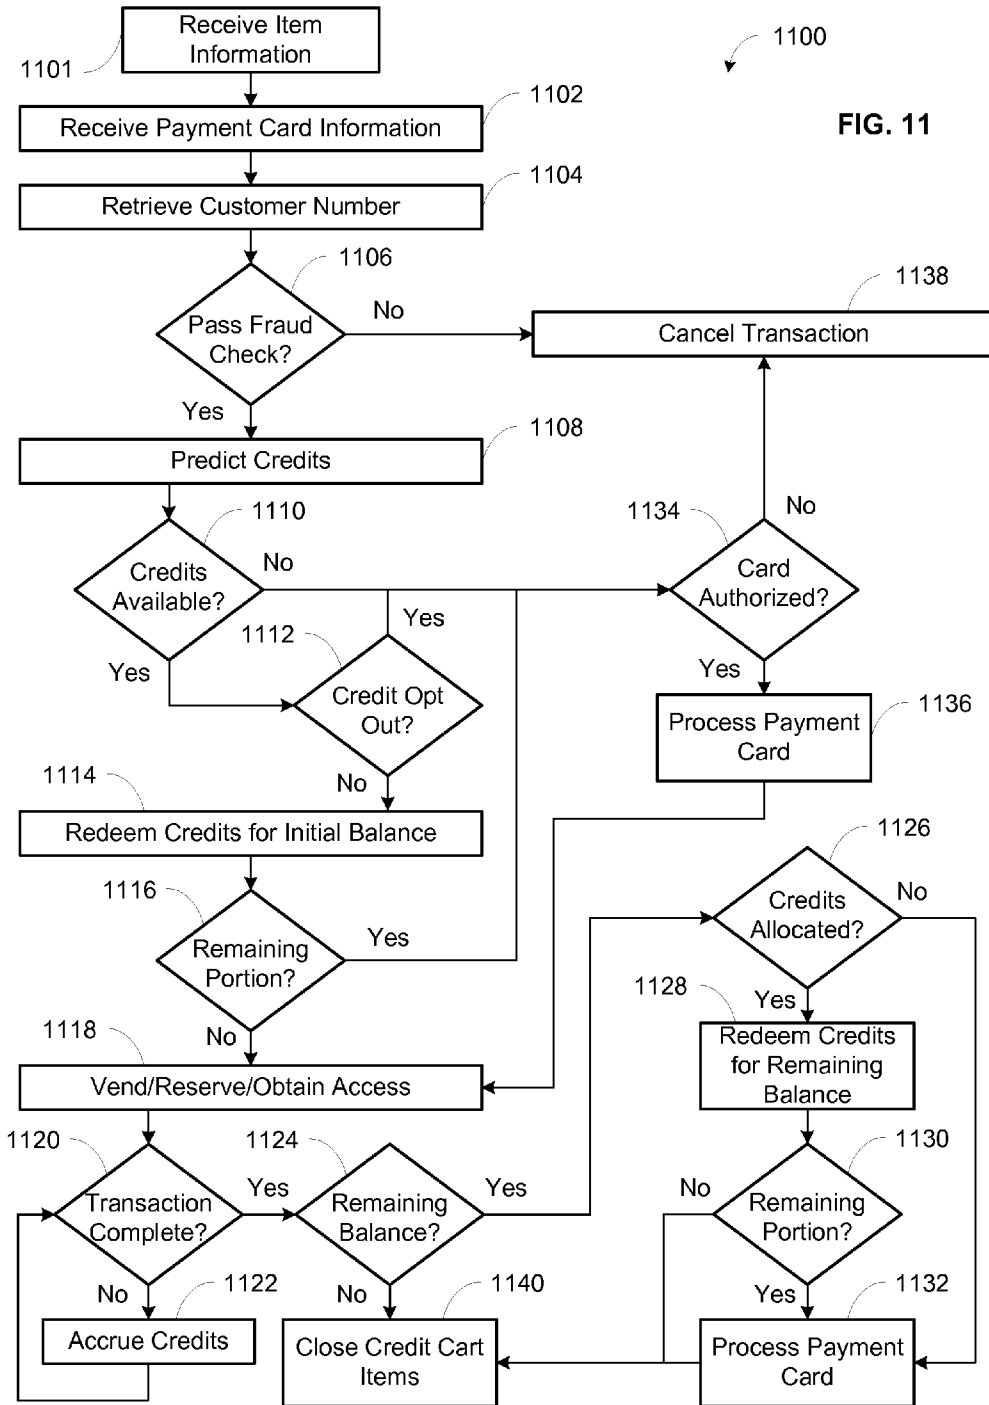 Receive Item
Information
1101
1100
FIG. 11
1102
Receive Payment Card Information
1104
Retrieve Customer Number
1106
Pass Fraud
Check?
No
Yes
1138
Cancel Transaction
1108
Predict Credits
1110
Credits
Available?
No
Yes
1112
Credit Opt
Out?
Yes
No
1134
Card
Authorized?
No
Yes
1136
Process Payment
Card
1114
Redeem Credits for Initial Balance
1116
Remaining
Portion?
Yes
No
1118
Vend/Reserve/Obtain Access
1120
Transaction
Complete?
Yes
No
1122
Accrue Credits
1124
Remaining
Balance?
Yes
No
1126
Credits
Allocated?
No
Yes
1128
Redeem Credits
for Remaining
Balance
1130
Remaining
Portion?
No
Yes
1132
Process Payment
Card
1140
Close Credit Cart
Items